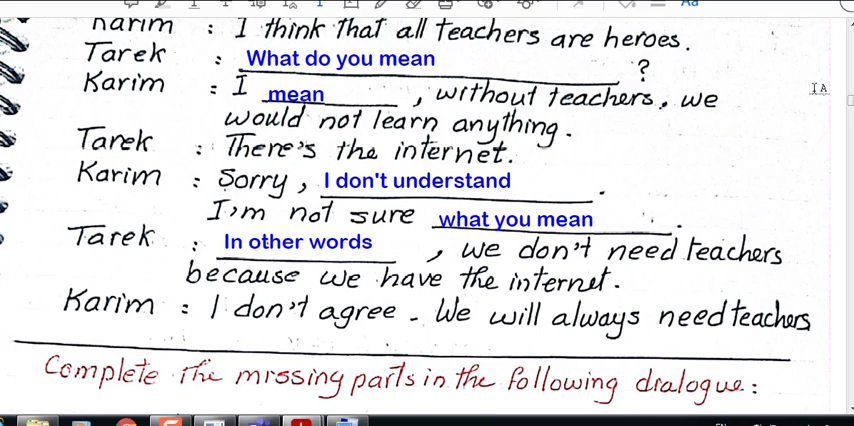 Karim : I think that all teachers are heroes.
Tarek : What do you mean ?
Karim : I mean, without teachers, we
would not learn anything.
Tarek : There's the internet.
Karim : Sorry, I don't understand.
I'm not sure what you mean.
Tarek : In other words, we don't need teachers
because we have the internet.
Karim : I don't agree. We will always need teachers
Complete the missing parts in the following dialogue: